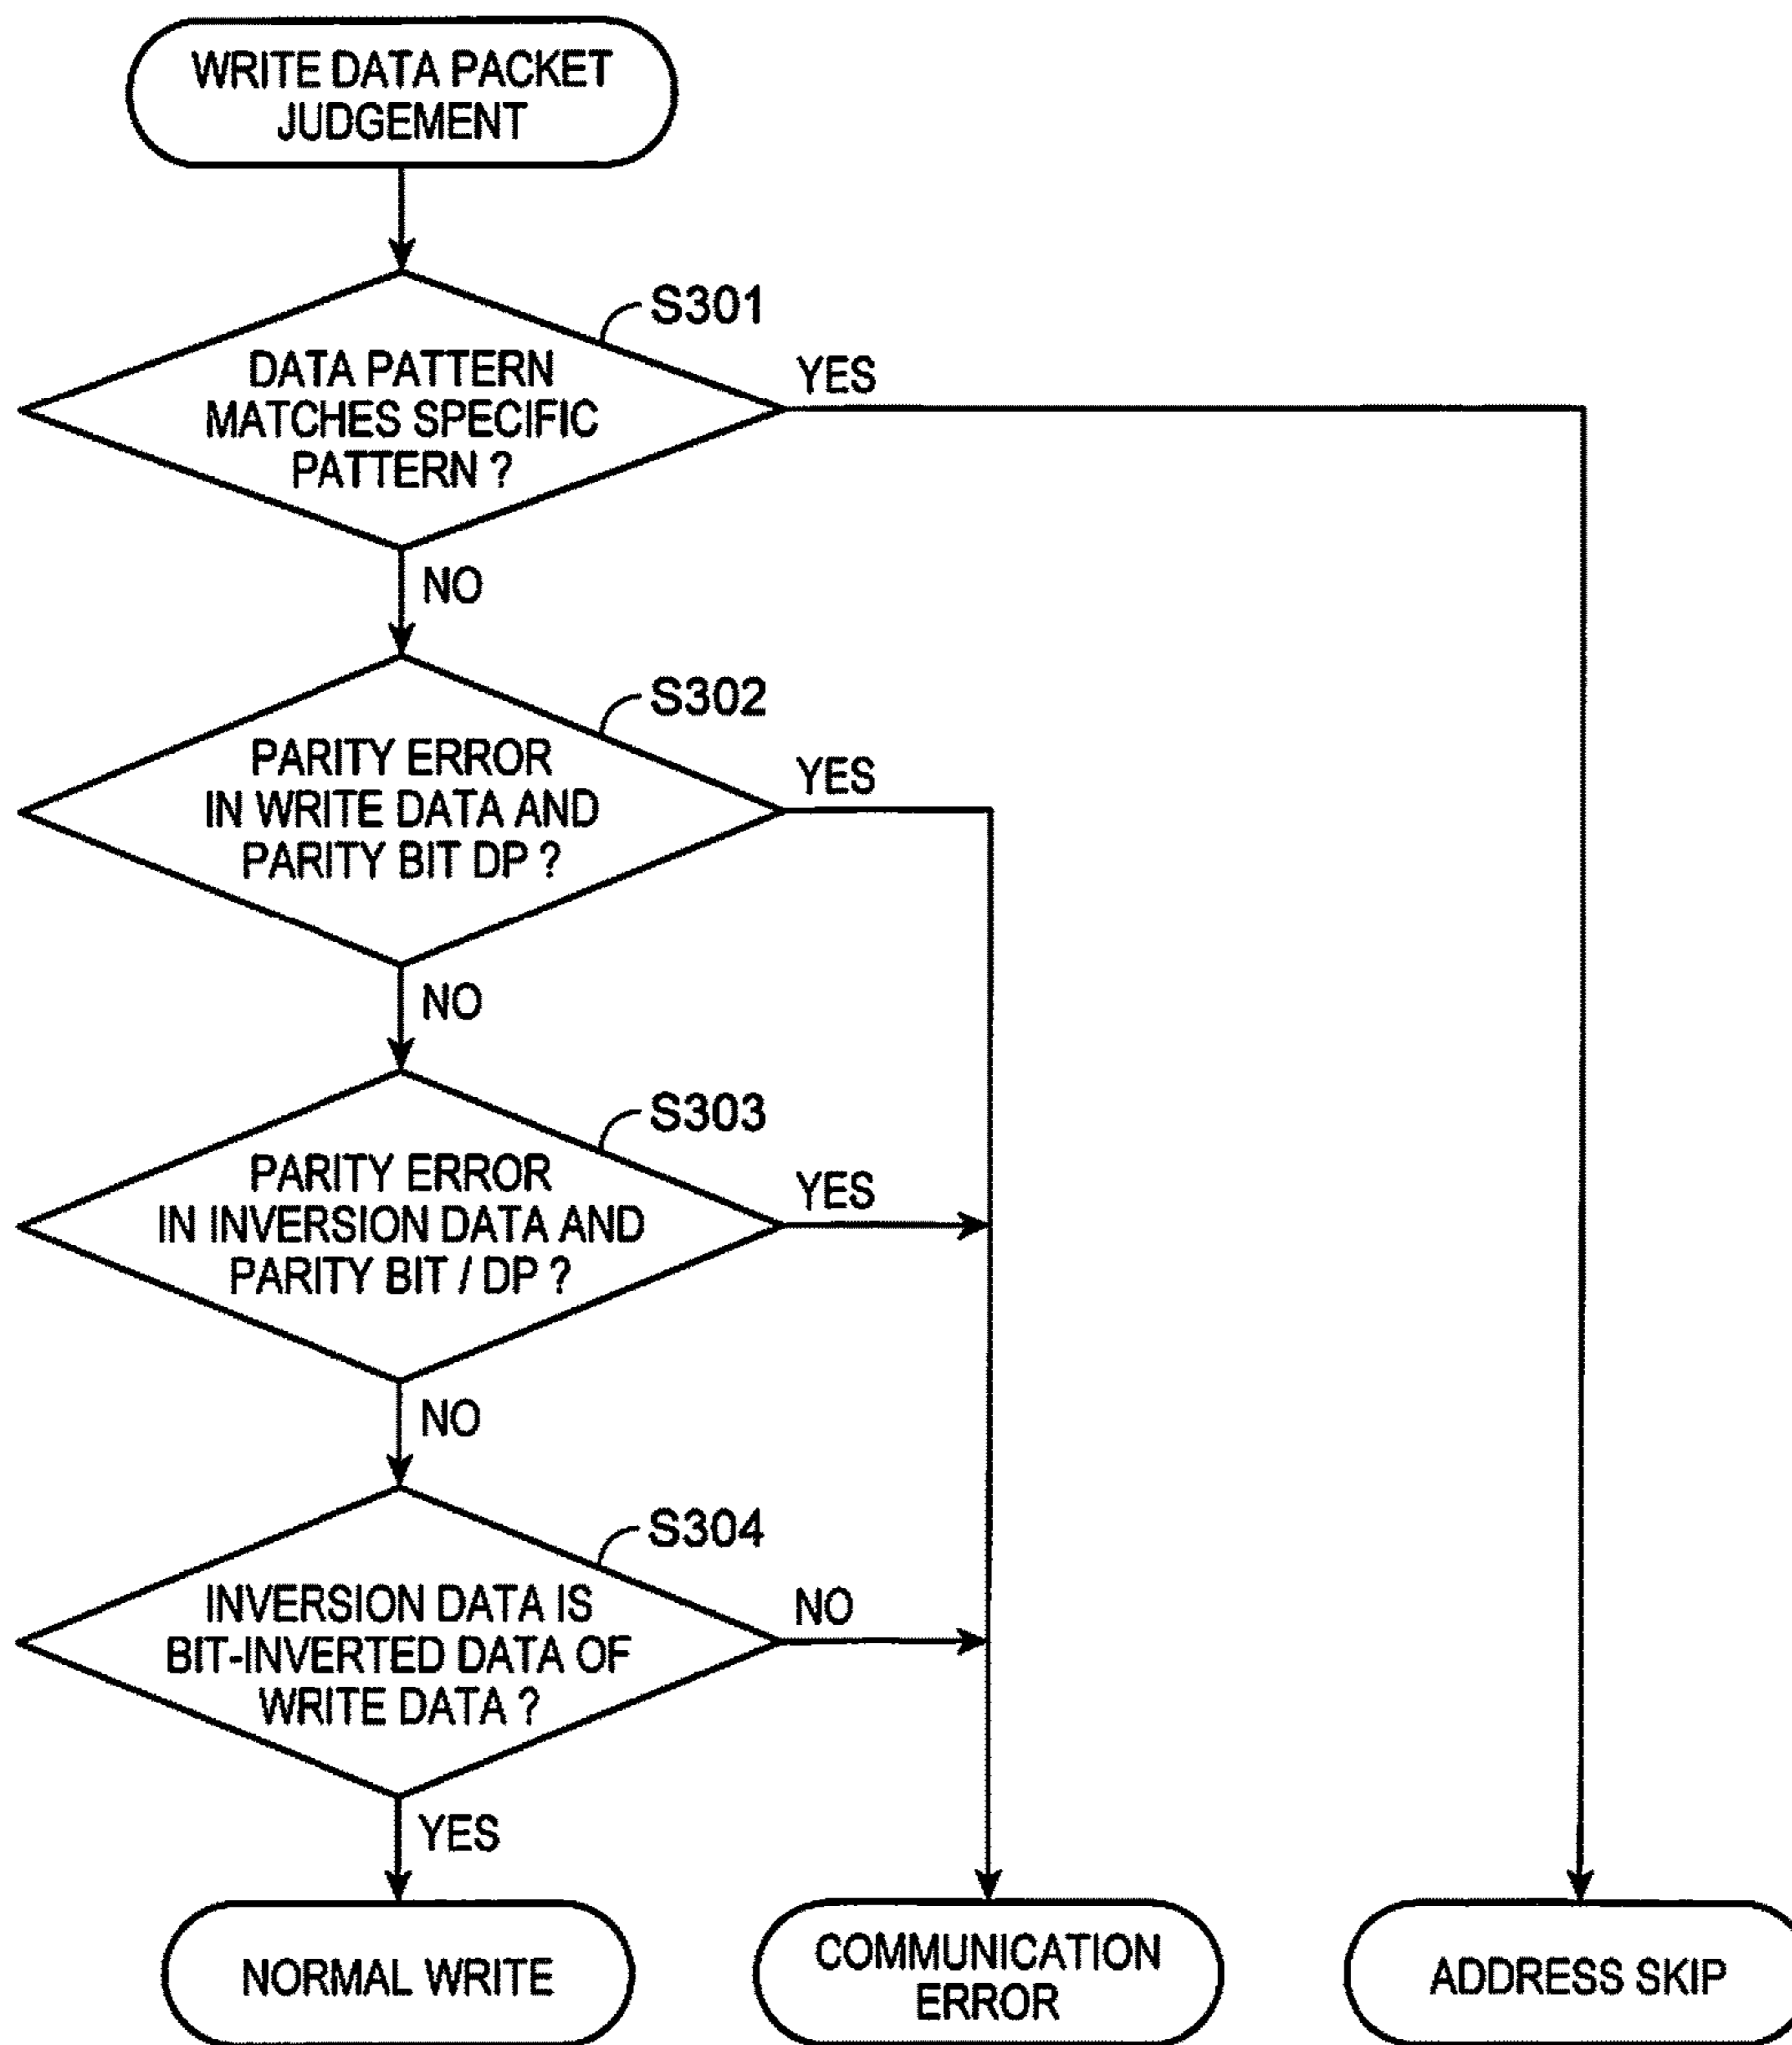 WRITE DATA PACKET
JUDGEMENT
S301
DATA PATTERN
MATCHES SPECIFIC
PATTERN ?
YES
NO
S302
PARITY ERROR
IN WRITE DATA AND
PARITY BIT DP ?
YES
NO
S303
PARITY ERROR
IN INVERSION DATA AND
PARITY BIT / DP ?
YES
NO
S304
INVERSION DATA IS
BIT-INVERTED DATA OF
WRITE DATA ?
NO
YES
NORMAL WRITE
COMMUNICATION
ERROR
ADDRESS SKIP